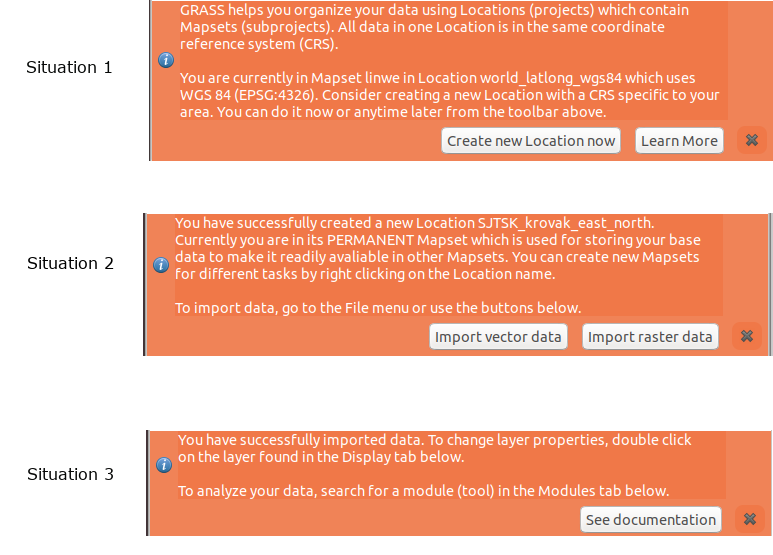 Situation 1
GRASS helps you organize your data using Locations (projects) which contain
Mapsets (subprojects). All data in one Location is in the same coordinate
reference system (CRS).
You are currently in Mapset linwe in Location world_latlong_wgs84 which uses
WGS 84 (EPSG:4326). Consider creating a new Location with a CRS specific to your
area. You can do it now or anytime later from the toolbar above.
Create new Location now
Learn More
Situation 2
You have successfully created a new Location SJTSK_krovak_east_north.
Currently you are in its PERMANENT Mapset which is used for storing your base
data to make it readily avaliable in other Mapsets. You can create new Mapsets
for different tasks by right clicking on the Location name.
To import data, go to the File menu or use the buttons below.
Import vector data
Import raster data
Situation 3
You have successfully imported data. To change layer properties, double click
on the layer found in the Display tab below.
To analyze your data, search for a module (tool) in the Modules tab below.
See documentation